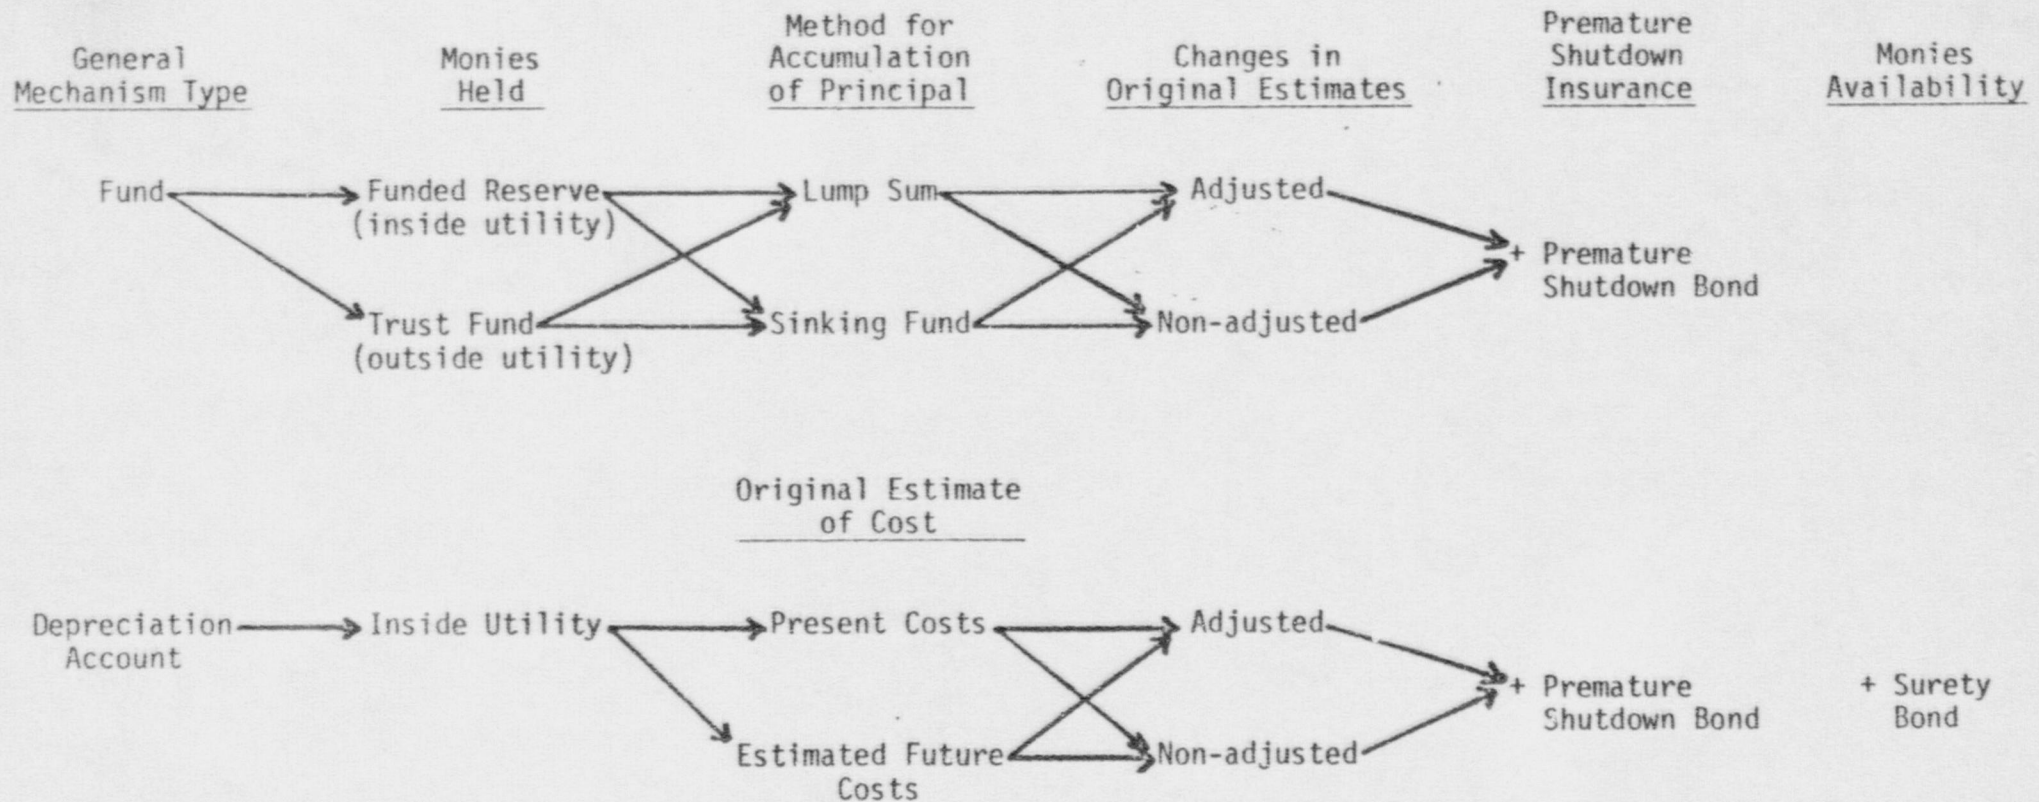 General
Mechanism Type
Monies
Held
Method for
Accumulation
of Principal
Changes in
Original Estimates
Premature
Shutdown
Insurance
Monies
Availability
Fund
Funded Reserve
(inside utility)
Lump Sum
Adjusted
+ Premature
Shutdown Bond
Trust Fund
(outside utility)
Sinking Fund
Non-adjusted
Original Estimate
of Cost
Depreciation
Account
Inside Utility
Present Costs
Adjusted
+ Premature
Shutdown Bond
+ Surety
Bond
Estimated Future
Costs
Non-adjusted